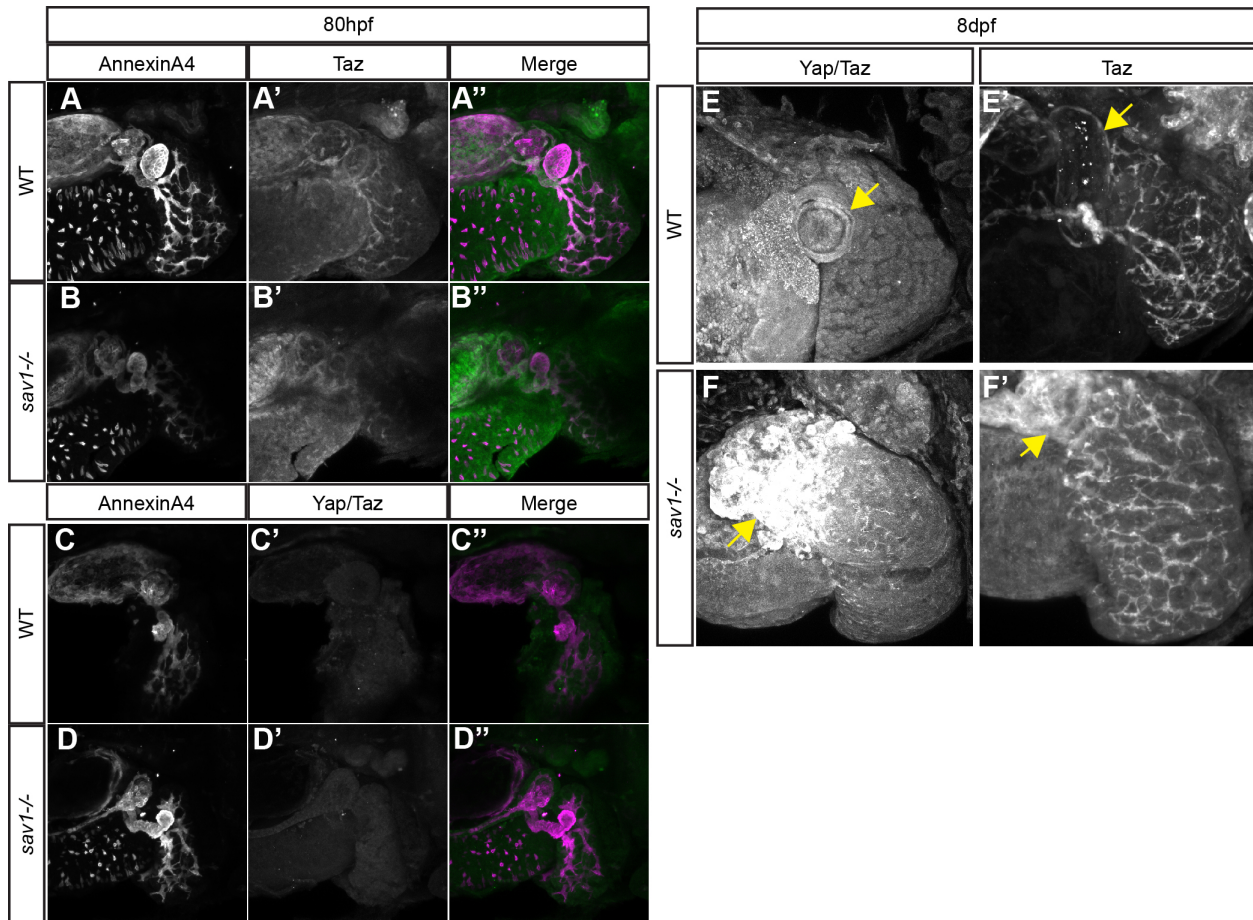 80hpf
AnnexinA4 Taz Merge
WT
A A' A"
sav1-/-
B B' B"
AnnexinA4 Yap/Taz Merge
WT
C C' C"
sav1-/-
D D' D"
8dpf
Yap/Taz Taz
WT
E E'
sav1-/-
F F'